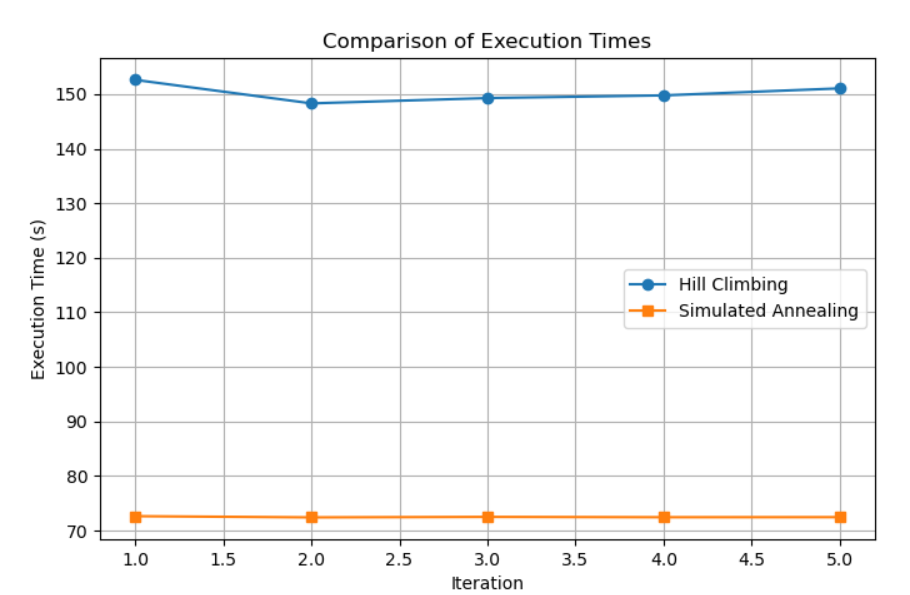 Comparison of Execution Times
Execution Time (s)
150
140
130
120
110
100
90
80
70
Hill Climbing
Simulated Annealing
1.0 1.5 2.0 2.5 3.0 3.5 4.0 4.5 5.0
Iteration